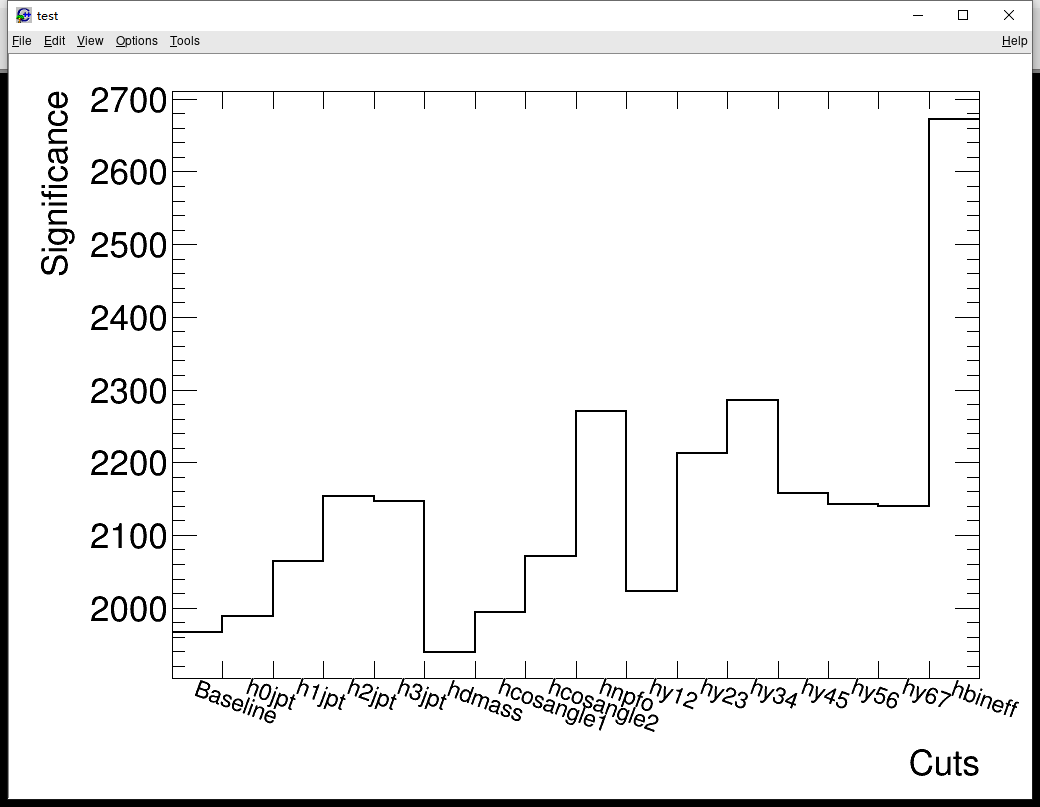 test
File Edit View Options Tools Help
Significance
2700
2600
2500
2400
2300
2200
2100
2000
Baseline h0jpt h1jpt h2jpt h3jpt hdmass hcosangle1 hcosangle2 hnpfo hy12 hy23 hy34 hy45 hy56 hy67 hbineff
Cuts